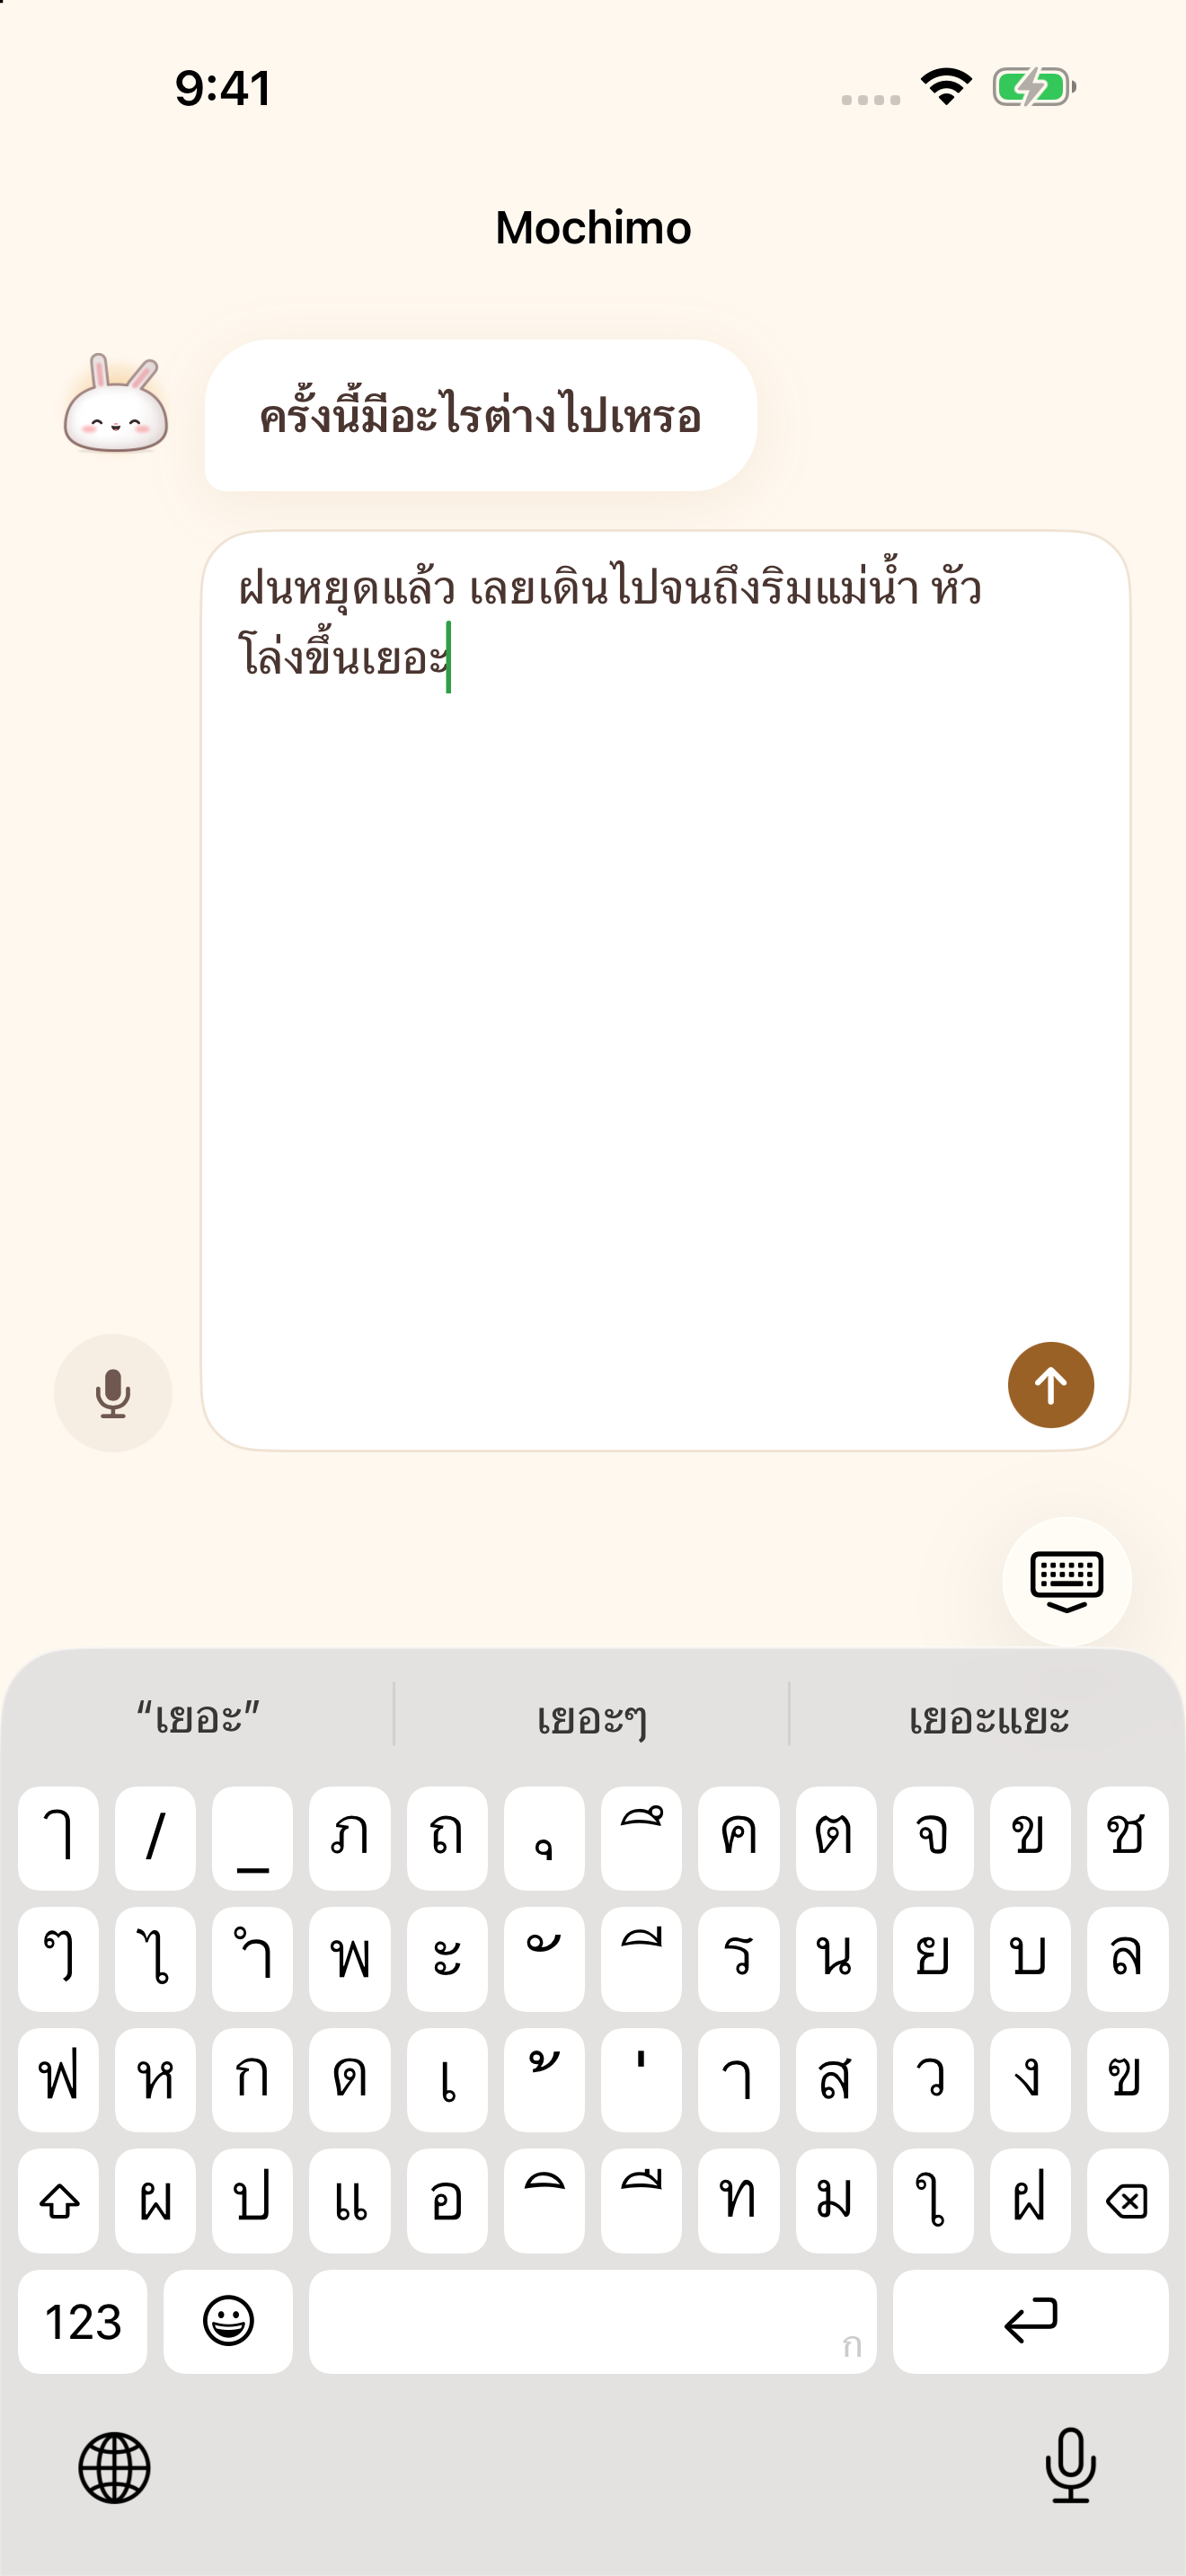 9:41
Mochimo
ครั้งนี้มีอะไรต่างไปเหรอ
ฝนหยุดแล้ว เลยเดินไปจนถึงริมแม่น้ำ หัว
โล่งขึ้นเยอะ
“เยอะ” เยอะๆ เยอะแยะ
ๅ / _ ภ ถ ุ ึ ค ต จ ข ช
ๆ ไ ำ พ ะ ั ี ร น ย บ ล
ฟ ห ก ด เ ้ ่ า ส ว ง ฃ
ผ ป แ อ ิ ื ท ม ใ ฝ
123 ก